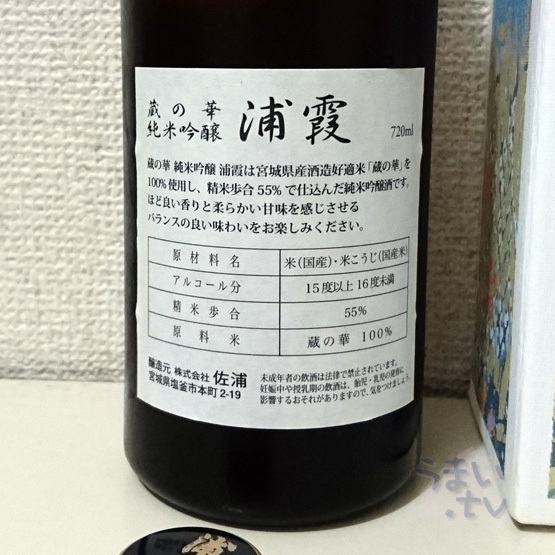 蔵の華
純米吟醸
浦霞
720ml
蔵の華 純米吟醸 浦霞は宮城県産酒造好適米「蔵の華」を
100%使用し、精米歩合55%で仕込んだ純米吟醸酒です。
ほど良い香りと柔らかい甘味を感じさせる
バランスの良い味わいをお楽しみください。
原材料名 米(国産)・米こうじ(国産米)
アルコール分 15度以上16度未満
精米歩合 55%
原料米 蔵の華 100%
醸造元 株式会社 佐浦
宮城県塩釜市本町2-19
未成年者の飲酒は法律で禁止されています。
妊娠中や授乳期の飲酒は、胎児・乳児の発育に
影響するおそれがありますので、気をつけましょう。
浦
うまい
.tv